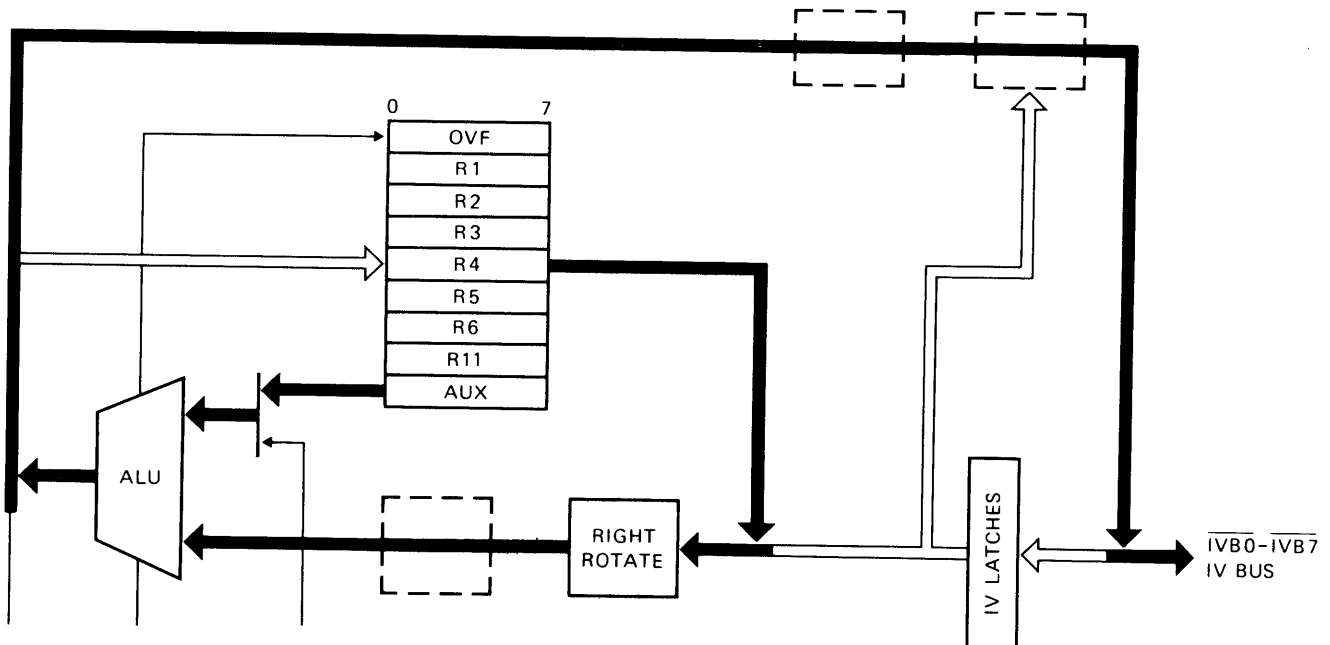 0 7
OVF
R1
R2
R3
R4
R5
R6
R11
AUX
ALU
RIGHT
ROTATE
IV LATCHES
IVB0-IVB7
IV BUS